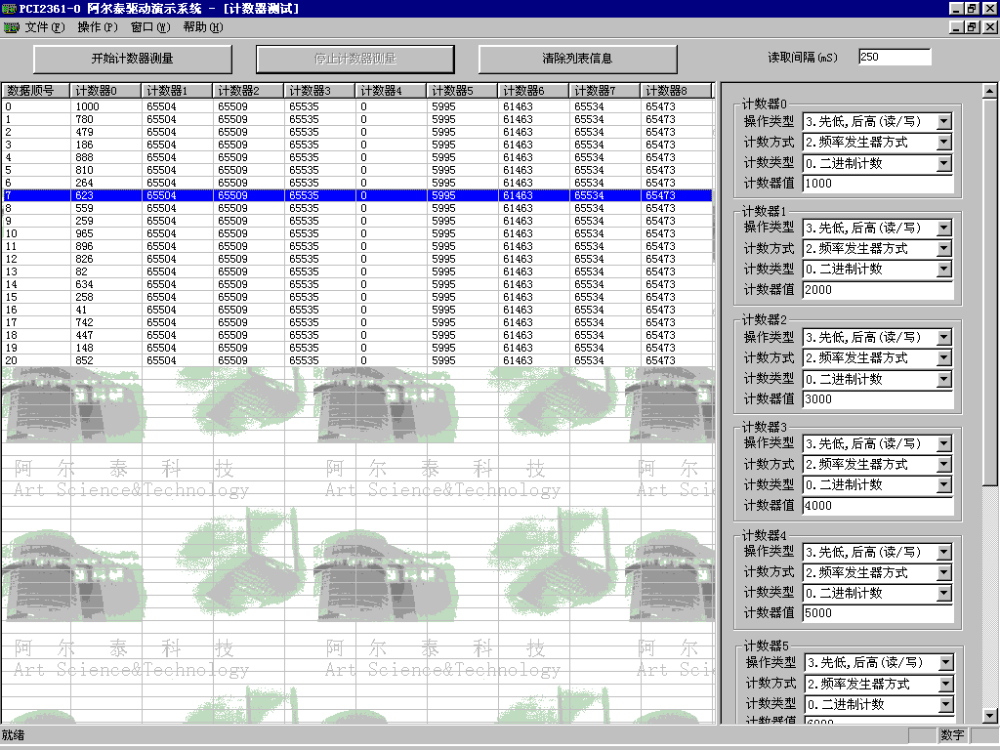 PCI2361-0 阿尔泰驱动演示系统 - [计数器测试]
文件(F) 操作(P) 窗口(W) 帮助(H)
开始计数器测量 停止计数器测量 清除列表信息 读取间隔(mS) 250
数据顺号 计数器0 计数器1 计数器2 计数器3 计数器4 计数器5 计数器6 计数器7 计数器8
0 1000 65504 65509 65535 0 5995 61463 65534 65473
1 780 65504 65509 65535 0 5995 61463 65534 65473
2 479 65504 65509 65535 0 5995 61463 65534 65473
3 186 65504 65509 65535 0 5995 61463 65534 65473
4 888 65504 65509 65535 0 5995 61463 65534 65473
5 810 65504 65509 65535 0 5995 61463 65534 65473
6 264 65504 65509 65535 0 5995 61463 65534 65473
7 623 65504 65509 65535 0 5995 61463 65534 65473
8 559 65504 65509 65535 0 5995 61463 65534 65473
9 259 65504 65509 65535 0 5995 61463 65534 65473
10 965 65504 65509 65535 0 5995 61463 65534 65473
11 896 65504 65509 65535 0 5995 61463 65534 65473
12 826 65504 65509 65535 0 5995 61463 65534 65473
13 82 65504 65509 65535 0 5995 61463 65534 65473
14 634 65504 65509 65535 0 5995 61463 65534 65473
15 258 65504 65509 65535 0 5995 61463 65534 65473
16 41 65504 65509 65535 0 5995 61463 65534 65473
17 742 65504 65509 65535 0 5995 61463 65534 65473
18 447 65504 65509 65535 0 5995 61463 65534 65473
19 148 65504 65509 65535 0 5995 61463 65534 65473
20 852 65504 65509 65535 0 5995 61463 65534 65473
阿 尔 泰 科 技 阿 尔 泰 科 技 阿 尔
Art Science&Technology Art Science&Technology Art Sci
阿 尔 泰 科 技 阿 尔 泰 科 技 阿 尔
Art Science&Technology Art Science&Technology Art Sci
计数器0
操作类型 3.先低,后高(读/写)
计数方式 2.频率发生器方式
计数类型 0.二进制计数
计数器值 1000
计数器1
操作类型 3.先低,后高(读/写)
计数方式 2.频率发生器方式
计数类型 0.二进制计数
计数器值 2000
计数器2
操作类型 3.先低,后高(读/写)
计数方式 2.频率发生器方式
计数类型 0.二进制计数
计数器值 3000
计数器3
操作类型 3.先低,后高(读/写)
计数方式 2.频率发生器方式
计数类型 0.二进制计数
计数器值 4000
计数器4
操作类型 3.先低,后高(读/写)
计数方式 2.频率发生器方式
计数类型 0.二进制计数
计数器值 5000
计数器5
操作类型 3.先低,后高(读/写)
计数方式 2.频率发生器方式
计数类型 0.二进制计数
计数器值 6000
就绪 数字